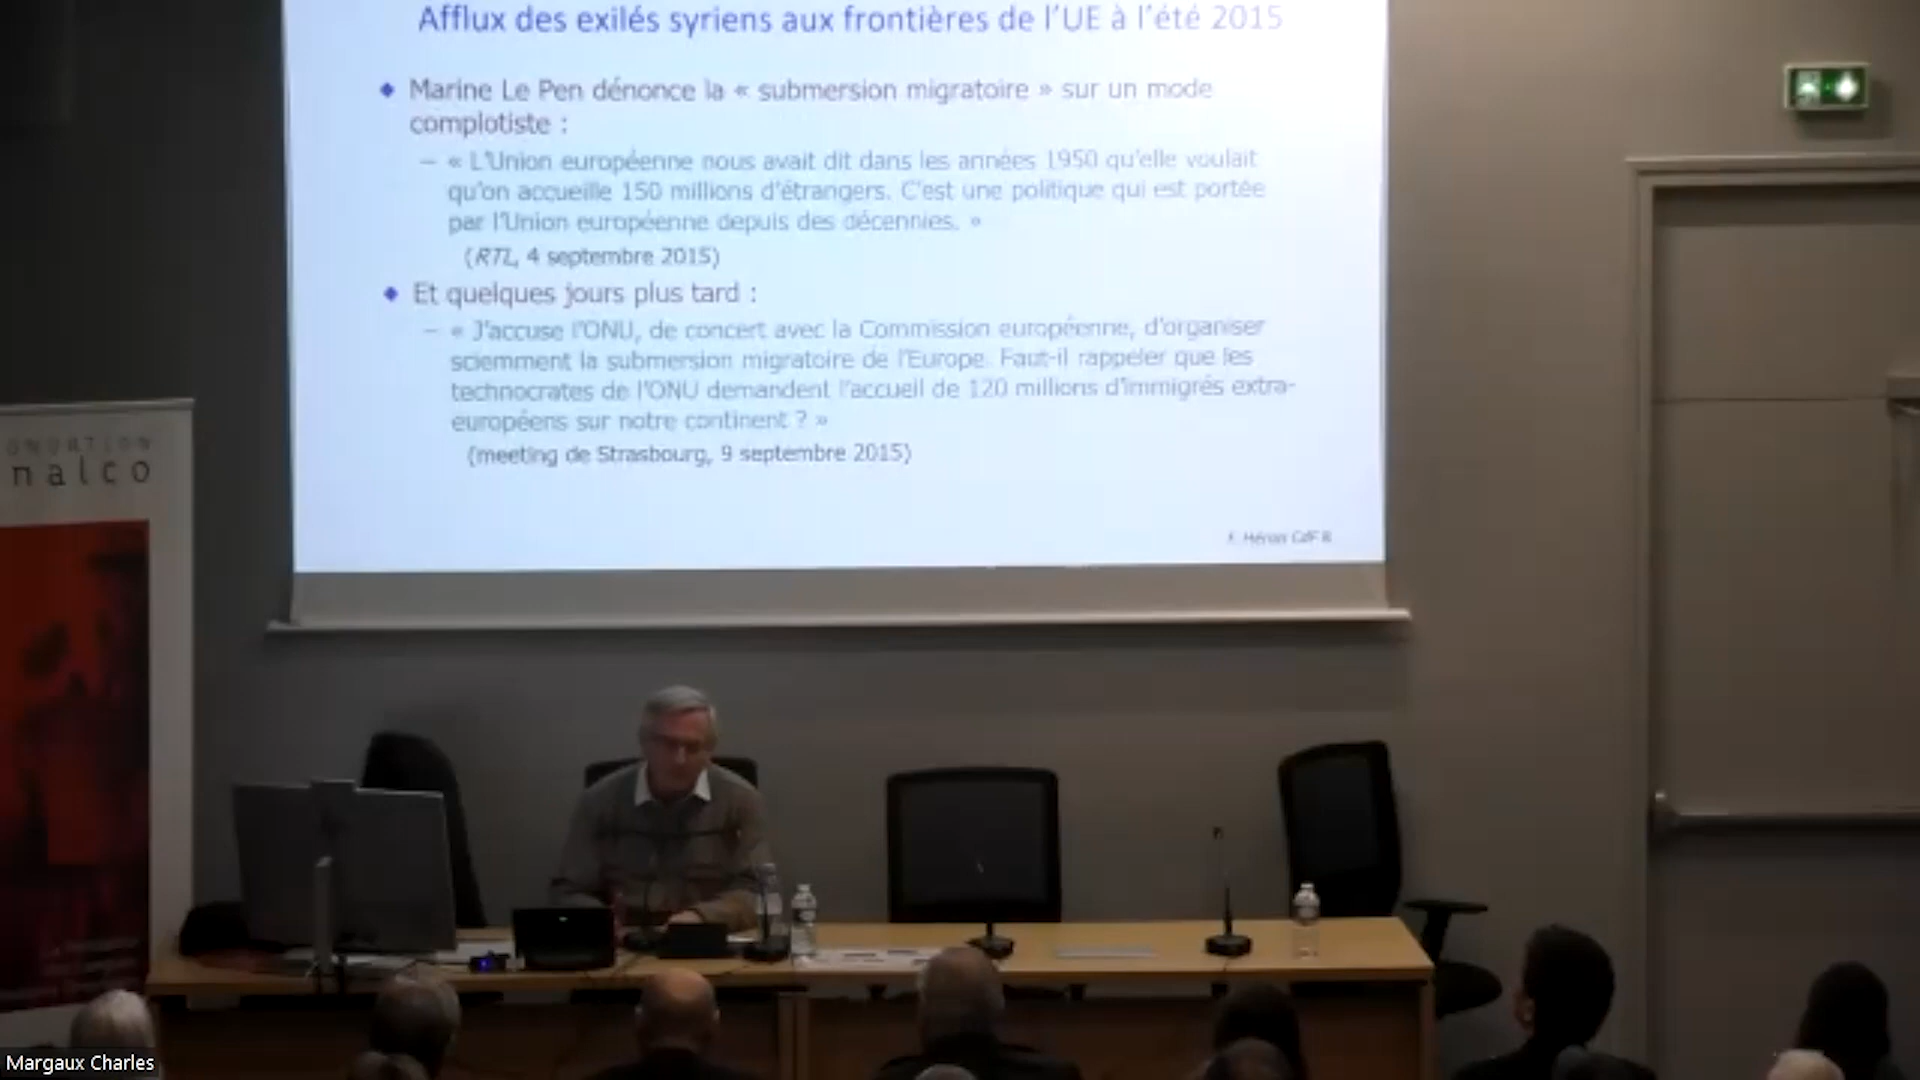 Afflux des exilés syriens aux frontières de l'UE à l'été 2015
◆ Marine Le Pen dénonce la « submersion migratoire » sur un mode
complotiste :
– « L'Union européenne nous avait dit dans les années 1950 qu'elle voulait
qu'on accueille 150 millions d'étrangers. C'est une politique qui est portée
par l'Union européenne depuis des décennies. »
(RTL, 4 septembre 2015)
◆ Et quelques jours plus tard :
– « J'accuse l'ONU, de concert avec la Commission européenne, d'organiser
sciemment la submersion migratoire de l'Europe. Faut-il rappeler que les
technocrates de l'ONU demandent l'accueil de 120 millions d'immigrés extra-
européens sur notre continent ? »
(meeting de Strasbourg, 9 septembre 2015)
F. Héran CdF
nalco
Margaux Charles